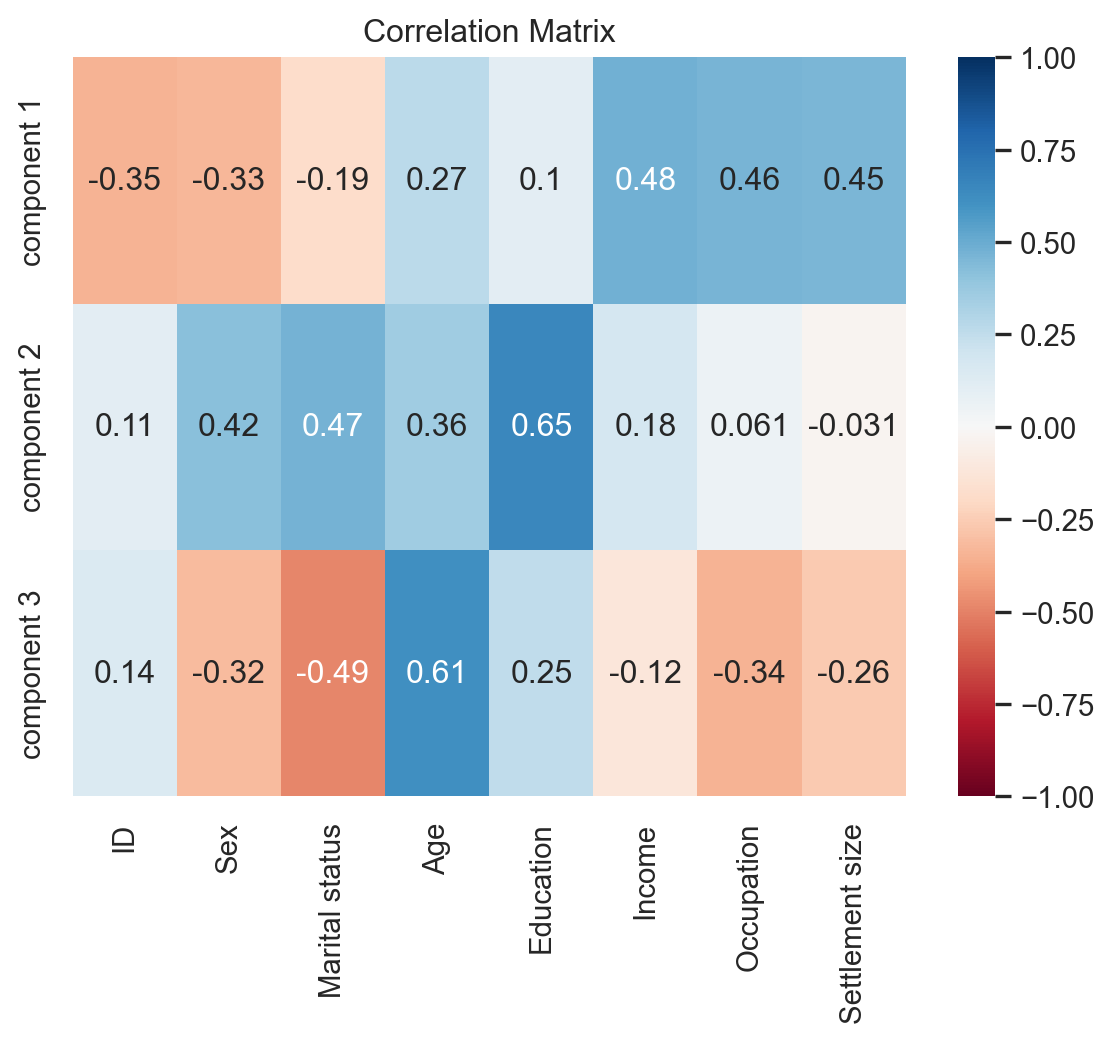 Correlation Matrix
component 1
-0.35 -0.33 -0.19 0.27 0.1 0.48 0.46 0.45
component 2
0.11 0.42 0.47 0.36 0.65 0.18 0.061 -0.031
component 3
0.14 -0.32 -0.49 0.61 0.25 -0.12 -0.34 -0.26
ID
Sex
Marital status
Age
Education
Income
Occupation
Settlement size
1.00
0.75
0.50
0.25
0.00
−0.25
−0.50
−0.75
−1.00